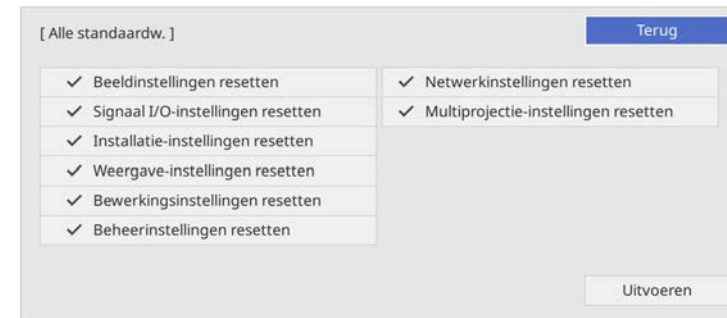 [ Alle standaardw. ]
Terug
✓ Beeldinstellingen resetten
✓ Signaal I/O-instellingen resetten
✓ Installatie-instellingen resetten
✓ Weergave-instellingen resetten
✓ Bewerkingsinstellingen resetten
✓ Beheerinstellingen resetten
✓ Netwerkinstellingen resetten
✓ Multiprojectie-instellingen resetten
Uitvoeren